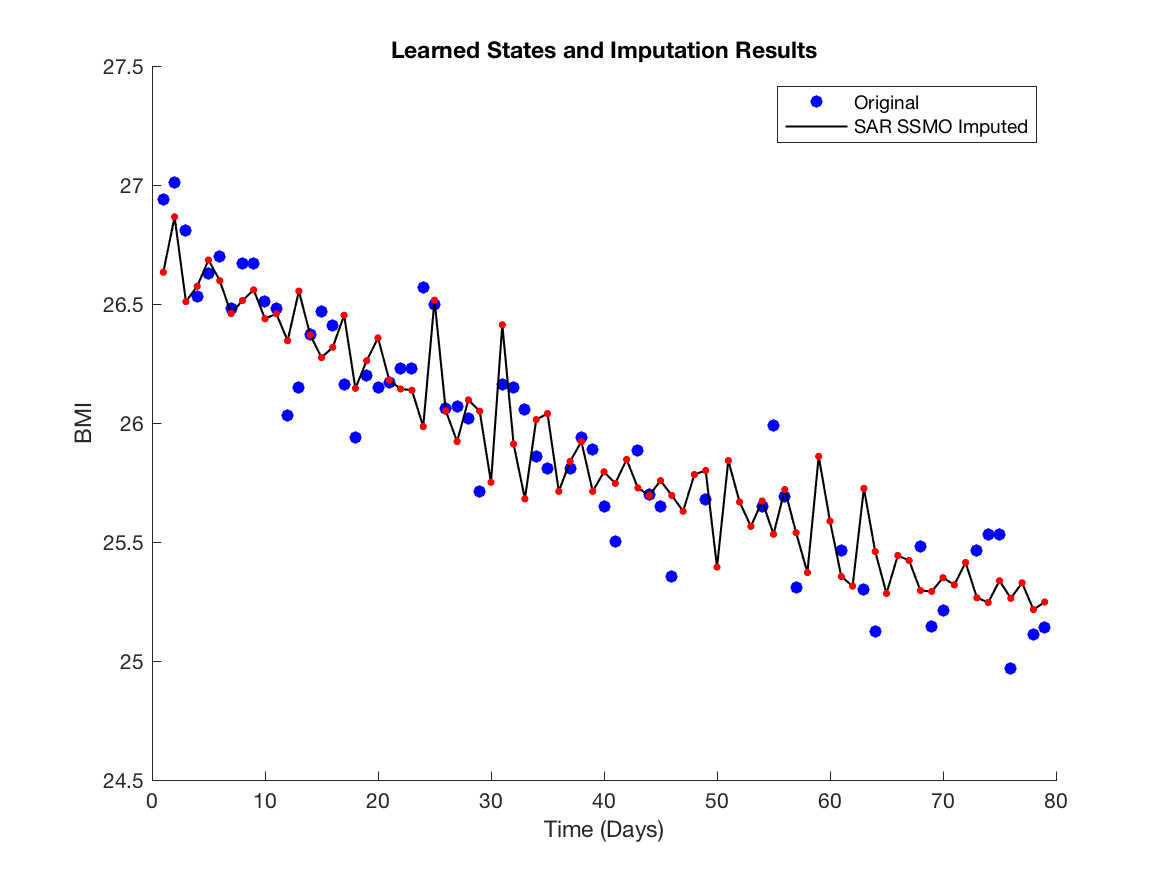 Learned States and Imputation Results
Original
SAR SSMO Imputed
27.5
27
26.5
26
25.5
25
24.5
BMI
0 10 20 30 40 50 60 70 80
Time (Days)